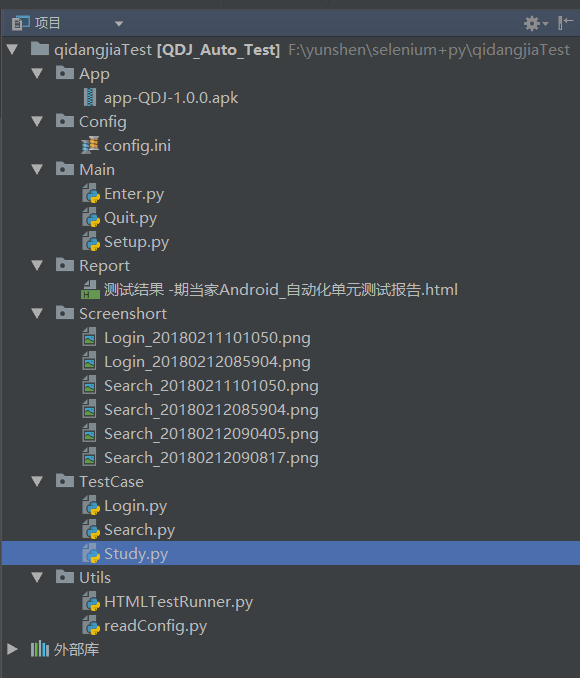 项目
qidangjiaTest [QDJ_Auto_Test] F:\yunshen\selenium+py\qidangjiaTest
App
app-QDJ-1.0.0.apk
Config
config.ini
Main
Enter.py
Quit.py
Setup.py
Report
测试结果 -期当家Android_自动化单元测试报告.html
Screenshort
Login_20180211101050.png
Login_20180212085904.png
Search_20180211101050.png
Search_20180212085904.png
Search_20180212090405.png
Search_20180212090817.png
TestCase
Login.py
Search.py
Study.py
Utils
HTMLTestRunner.py
readConfig.py
外部库